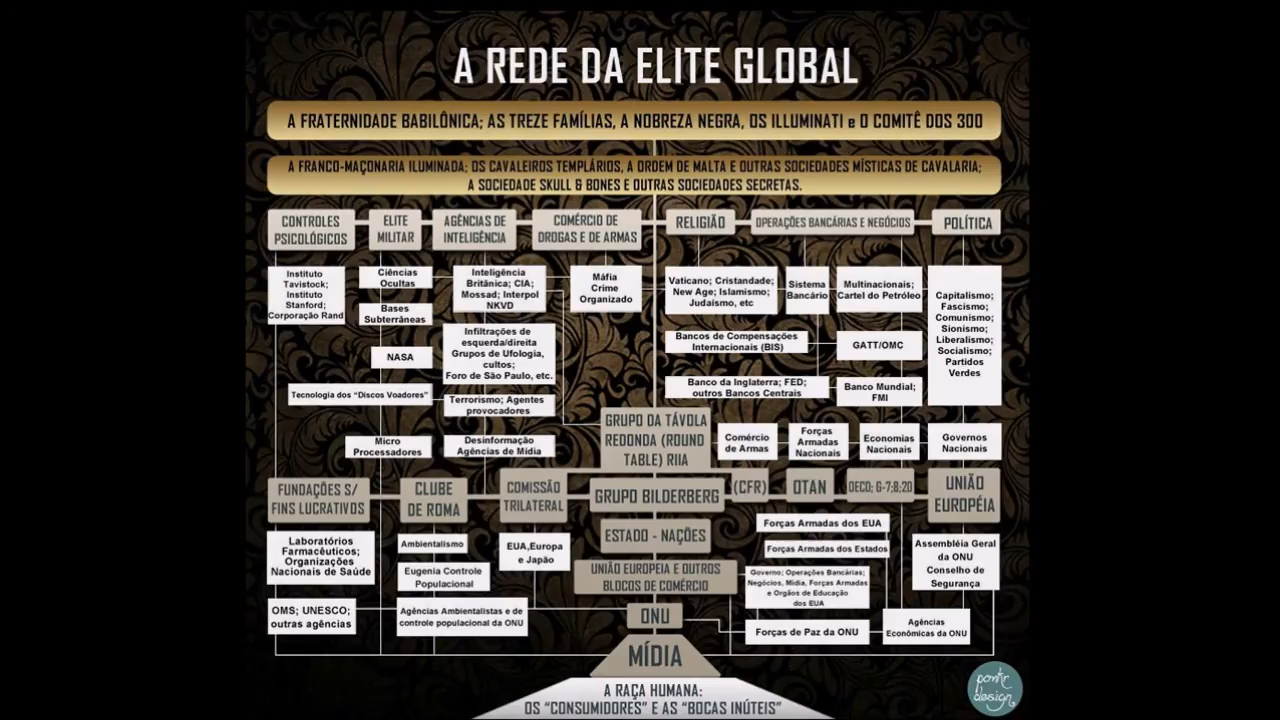 A REDE DA ELITE GLOBAL
A FRATERNIDADE BABILÔNICA; AS TREZE FAMÍLIAS, A NOBREZA NEGRA, OS ILLUMINATI e O COMITÊ DOS 300
A FRANCO-MAÇONARIA ILUMINADA; OS CAVALEIROS TEMPLÁRIOS, A ORDEM DE MALTA E OUTRAS SOCIEDADES MÍSTICAS DE CAVALARIA;
A SOCIEDADE SKULL & BONES E OUTRAS SOCIEDADES SECRETAS.
CONTROLES
PSICOLÓGICOS
ELITE
MILITAR
AGÊNCIAS DE
INTELIGÊNCIA
COMÉRCIO DE
DROGAS E DE ARMAS
RELIGIÃO
OPERAÇÕES BANCÁRIAS E NEGÓCIOS
POLÍTICA
Instituto
Tavistock;
Instituto
Stanford;
Corporação Rand
Ciências
Ocultas
Inteligência
Britânica; CIA;
Mossad; Interpol
NKVD
Máfia
Crime
Organizado
Vaticano; Cristandade;
New Age; Islamismo;
Judaísmo, etc
Sistema
Bancário
Multinacionais;
Cartel do Petróleo
Capitalismo;
Fascismo;
Comunismo;
Sionismo;
Liberalismo;
Socialismo;
Partidos
Verdes
Bases
Subterrâneas
Infiltrações de
esquerda/direita
Grupos de Ufologia,
cultos;
Foro de São Paulo, etc.
Bancos de Compensações
Internacionais (BIS)
GATT/OMC
NASA
Tecnologia dos "Discos Voadores"
Terrorismo; Agentes
provocadores
Banco da Inglaterra; FED;
outros Bancos Centrais
Banco Mundial;
FMI
Micro
Processadores
Desinformação
Agências de Mídia
GRUPO DA TÁVOLA
REDONDA (ROUND
TABLE) RIIA
Comércio
de Armas
Forças
Armadas
Nacionais
Economias
Nacionais
Governos
Nacionais
FUNDAÇÕES S/
FINS LUCRATIVOS
CLUBE
DE ROMA
COMISSÃO
TRILATERAL
GRUPO BILDERBERG
(CFR)
OTAN
OECD; G-7;8;20
UNIÃO
EUROPÉIA
Laboratórios
Farmacêuticos;
Organizações
Nacionais de Saúde
Ambientalismo
EUA,Europa
e Japão
ESTADO - NAÇÕES
Forças Armadas dos EUA
Forças Armadas dos Estados
Assembléia Geral
da ONU
Conselho de
Segurança
Eugenia Controle
Populacional
UNIÃO EUROPEIA E OUTROS
BLOCOS DE COMÉRCIO
Governo; Operações Bancárias;
Negócios, Mídia, Forças Armadas
e Orgãos de Educação
dos EUA
OMS; UNESCO;
outras agências
Agências Ambientalistas e de
controle populacional da ONU
ONU
Forças de Paz da ONU
Agências
Econômicas da ONU
MÍDIA
A RAÇA HUMANA:
OS "CONSUMIDORES" E AS "BOCAS INÚTEIS"
pontr
design